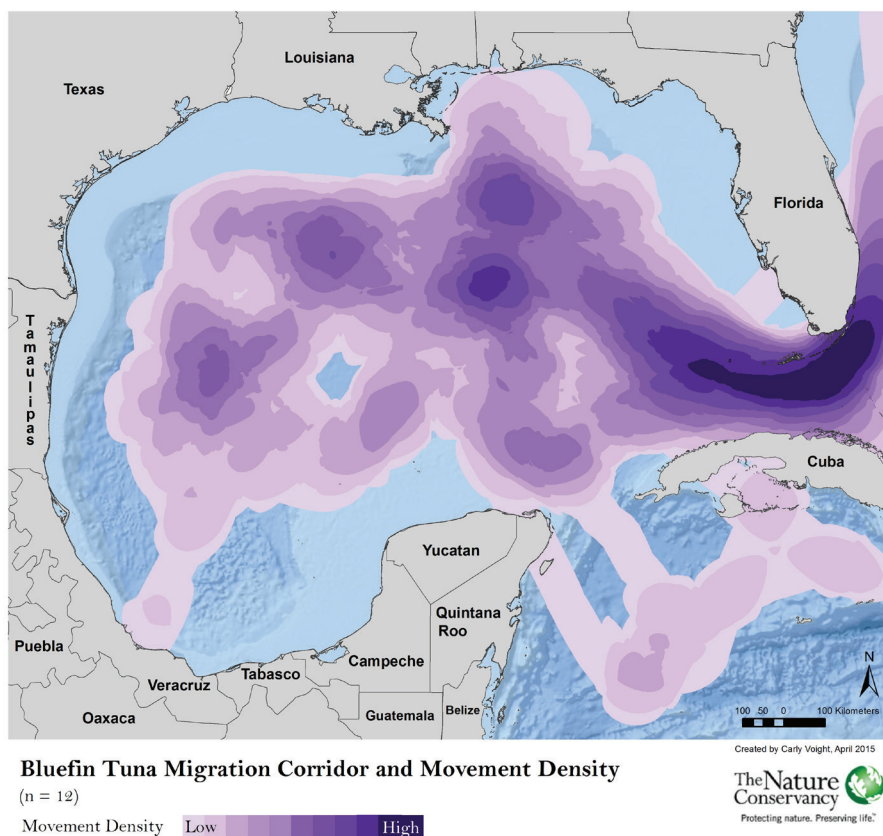 Louisiana
Texas
Florida
Tamaulipas
Cuba
Yucatan
Quintana
Roo
Puebla
Campeche
Tabasco
Veracruz
Oaxaca
Guatemala
Belize
N
100 50 0 100 Kilometers
Created by Carly Voight, April 2015
Bluefin Tuna Migration Corridor and Movement Density
(n = 12)
Movement Density Low High
The Nature
Conservancy
Protecting nature. Preserving life.™